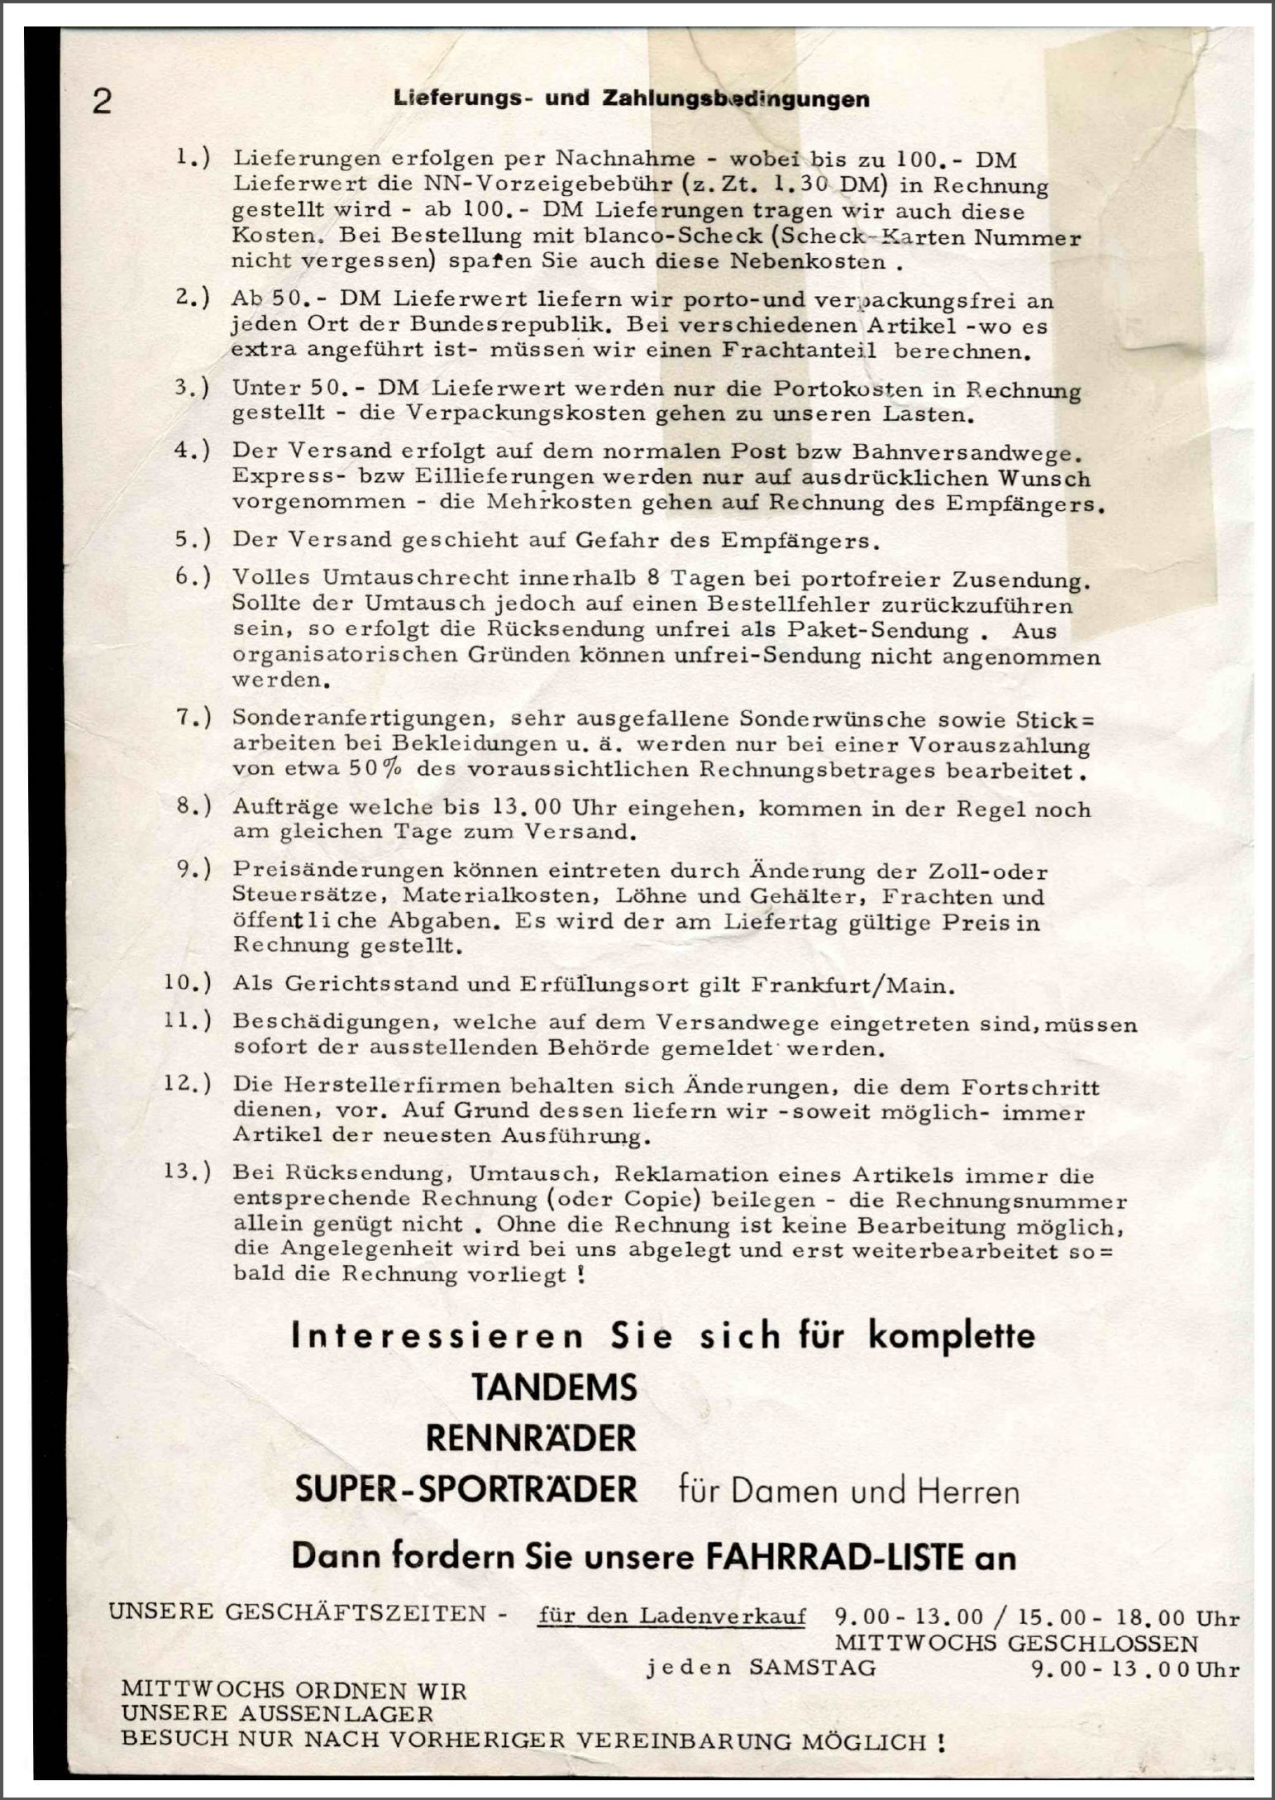 2
Lieferungs- und Zahlungsbedingungen
1.) Lieferungen erfolgen per Nachnahme - wobei bis zu 100.- DM
Lieferwert die NN-Vorzeigebebühr (z.Zt. 1.30 DM) in Rechnung
gestellt wird - ab 100.- DM Lieferungen tragen wir auch diese
Kosten. Bei Bestellung mit blanco-Scheck (Scheck-Karten Nummer
nicht vergessen) sparen Sie auch diese Nebenkosten .
2.) Ab 50.- DM Lieferwert liefern wir porto-und verpackungsfrei an
jeden Ort der Bundesrepublik. Bei verschiedenen Artikel -wo es
extra angeführt ist- müssen wir einen Frachtanteil berechnen.
3.) Unter 50.- DM Lieferwert werden nur die Portokosten in Rechnung
gestellt - die Verpackungskosten gehen zu unseren Lasten.
4.) Der Versand erfolgt auf dem normalen Post bzw Bahnversandwege.
Express- bzw Eillieferungen werden nur auf ausdrücklichen Wunsch
vorgenommen - die Mehrkosten gehen auf Rechnung des Empfängers.
5.) Der Versand geschieht auf Gefahr des Empfängers.
6.) Volles Umtauschrecht innerhalb 8 Tagen bei portofreier Zusendung.
Sollte der Umtausch jedoch auf einen Bestellfehler zurückzuführen
sein, so erfolgt die Rücksendung unfrei als Paket-Sendung . Aus
organisatorischen Gründen können unfrei-Sendung nicht angenommen
werden.
7.) Sonderanfertigungen, sehr ausgefallene Sonderwünsche sowie Stick=
arbeiten bei Bekleidungen u. ä. werden nur bei einer Vorauszahlung
von etwa 50% des voraussichtlichen Rechnungsbetrages bearbeitet.
8.) Aufträge welche bis 13.00 Uhr eingehen, kommen in der Regel noch
am gleichen Tage zum Versand.
9.) Preisänderungen können eintreten durch Änderung der Zoll-oder
Steuersätze, Materialkosten, Löhne und Gehälter, Frachten und
öffentliche Abgaben. Es wird der am Liefertag gültige Preis in
Rechnung gestellt.
10.) Als Gerichtsstand und Erfüllungsort gilt Frankfurt/Main.
11.) Beschädigungen, welche auf dem Versandwege eingetreten sind, müssen
sofort der ausstellenden Behörde gemeldet werden.
12.) Die Herstellerfirmen behalten sich Änderungen, die dem Fortschritt
dienen, vor. Auf Grund dessen liefern wir -soweit möglich- immer
Artikel der neuesten Ausführung.
13.) Bei Rücksendung, Umtausch, Reklamation eines Artikels immer die
entsprechende Rechnung (oder Copie) beilegen - die Rechnungsnummer
allein genügt nicht . Ohne die Rechnung ist keine Bearbeitung möglich,
die Angelegenheit wird bei uns abgelegt und erst weiterbearbeitet so=
bald die Rechnung vorliegt !
Interessieren Sie sich für komplette
TANDEMS
RENNRÄDER
SUPER-SPORTRÄDER für Damen und Herren
Dann fordern Sie unsere FAHRRAD-LISTE an
UNSERE GESCHÄFTSZEITEN - für den Ladenverkauf 9.00 - 13.00 / 15.00 - 18.00 Uhr
MITTWOCHS GESCHLOSSEN
jeden SAMSTAG 9.00 - 13.00 Uhr
MITTWOCHS ORDNEN WIR
UNSERE AUSSENLAGER
BESUCH NUR NACH VORHERIGER VEREINBARUNG MÖGLICH !